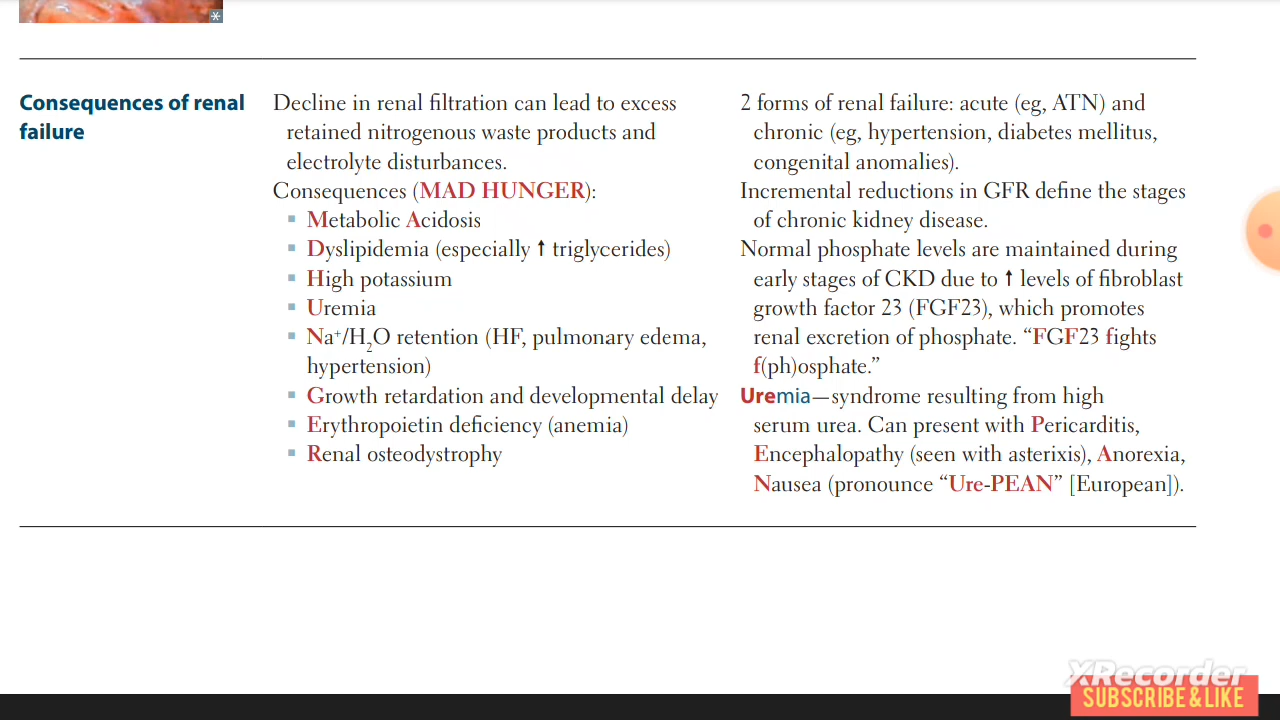 Consequences of renal
failure
Decline in renal filtration can lead to excess
retained nitrogenous waste products and
electrolyte disturbances.
Consequences (MAD HUNGER):
▪ Metabolic Acidosis
▪ Dyslipidemia (especially ↑ triglycerides)
▪ High potassium
▪ Uremia
▪ Na⁺/H₂O retention (HF, pulmonary edema,
hypertension)
▪ Growth retardation and developmental delay
▪ Erythropoietin deficiency (anemia)
▪ Renal osteodystrophy
2 forms of renal failure: acute (eg, ATN) and
chronic (eg, hypertension, diabetes mellitus,
congenital anomalies).
Incremental reductions in GFR define the stages
of chronic kidney disease.
Normal phosphate levels are maintained during
early stages of CKD due to ↑ levels of fibroblast
growth factor 23 (FGF23), which promotes
renal excretion of phosphate. “FGF23 fights
f(ph)osphate.”
Uremia—syndrome resulting from high
serum urea. Can present with Pericarditis,
Encephalopathy (seen with asterixis), Anorexia,
Nausea (pronounce “Ure-PEAN” [European]).
XRecorder
SUBSCRIBE & LIKE